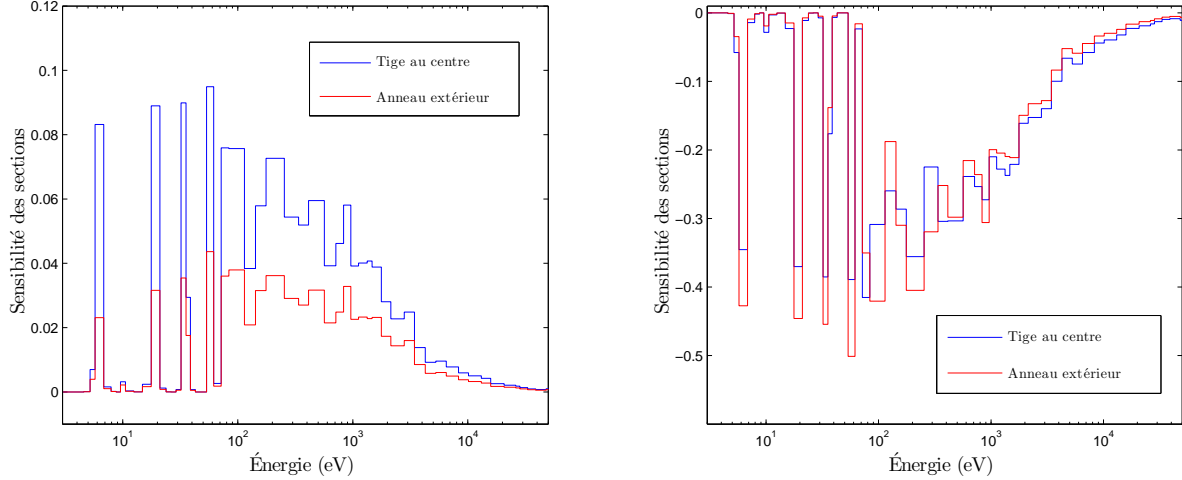 0.12
0.1
0.08
0.06
0.04
0.02
0
Sensibilité des sections
Tige au centre
Anneau extérieur
10^1
10^2
10^3
10^4
Énergie (eV)
0
−0.1
−0.2
−0.3
−0.4
−0.5
Sensibilité des sections
Tige au centre
Anneau extérieur
10^1
10^2
10^3
10^4
Énergie (eV)